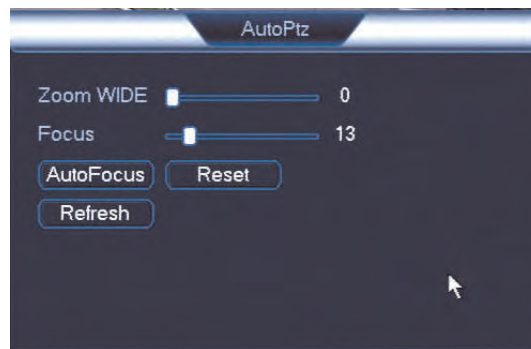 AutoPtz
Zoom WIDE 0
Focus 13
AutoFocus Reset
Refresh